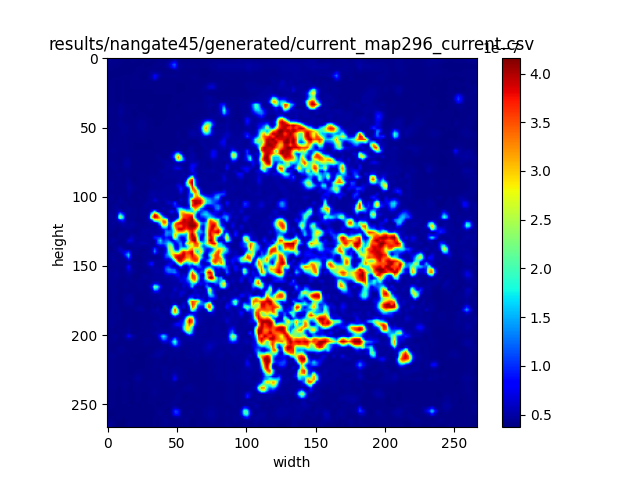 results/nangate45/generated/current_map296_current.csv
1e−7
0
50
100
150
200
250
height
0 50 100 150 200 250
width
4.0
3.5
3.0
2.5
2.0
1.5
1.0
0.5